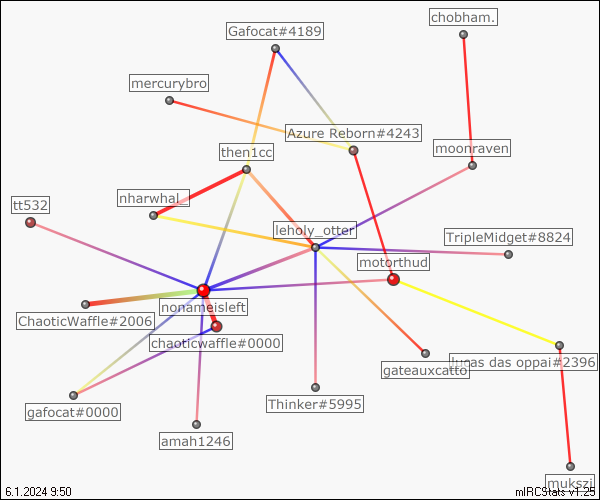 chobham.
Gafocat#4189
mercurybro
Azure Reborn#4243
moonraven
then1cc
nharwhal_
tt532
leholy_otter
TripleMidget#8824
motorthud
nonameisleft
ChaoticWaffle#2006
chaoticwaffle#0000
lucas das oppai#2396
gateauxcatto
Thinker#5995
gafocat#0000
amah1246
mukszi
6.1.2024 9:50
mIRCStats v1.25